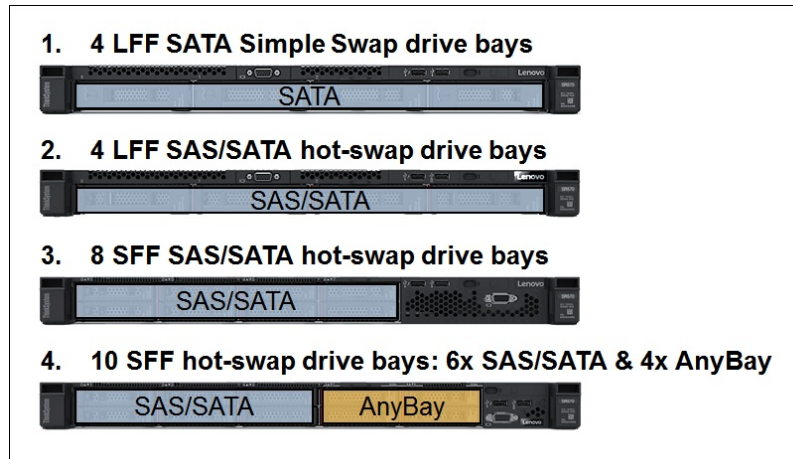 1. 4 LFF SATA Simple Swap drive bays
Lenovo
SATA
2. 4 LFF SAS/SATA hot-swap drive bays
Lenovo
SAS/SATA
3. 8 SFF SAS/SATA hot-swap drive bays
Lenovo
SAS/SATA
4. 10 SFF hot-swap drive bays: 6x SAS/SATA & 4x AnyBay
SAS/SATA AnyBay
Lenovo